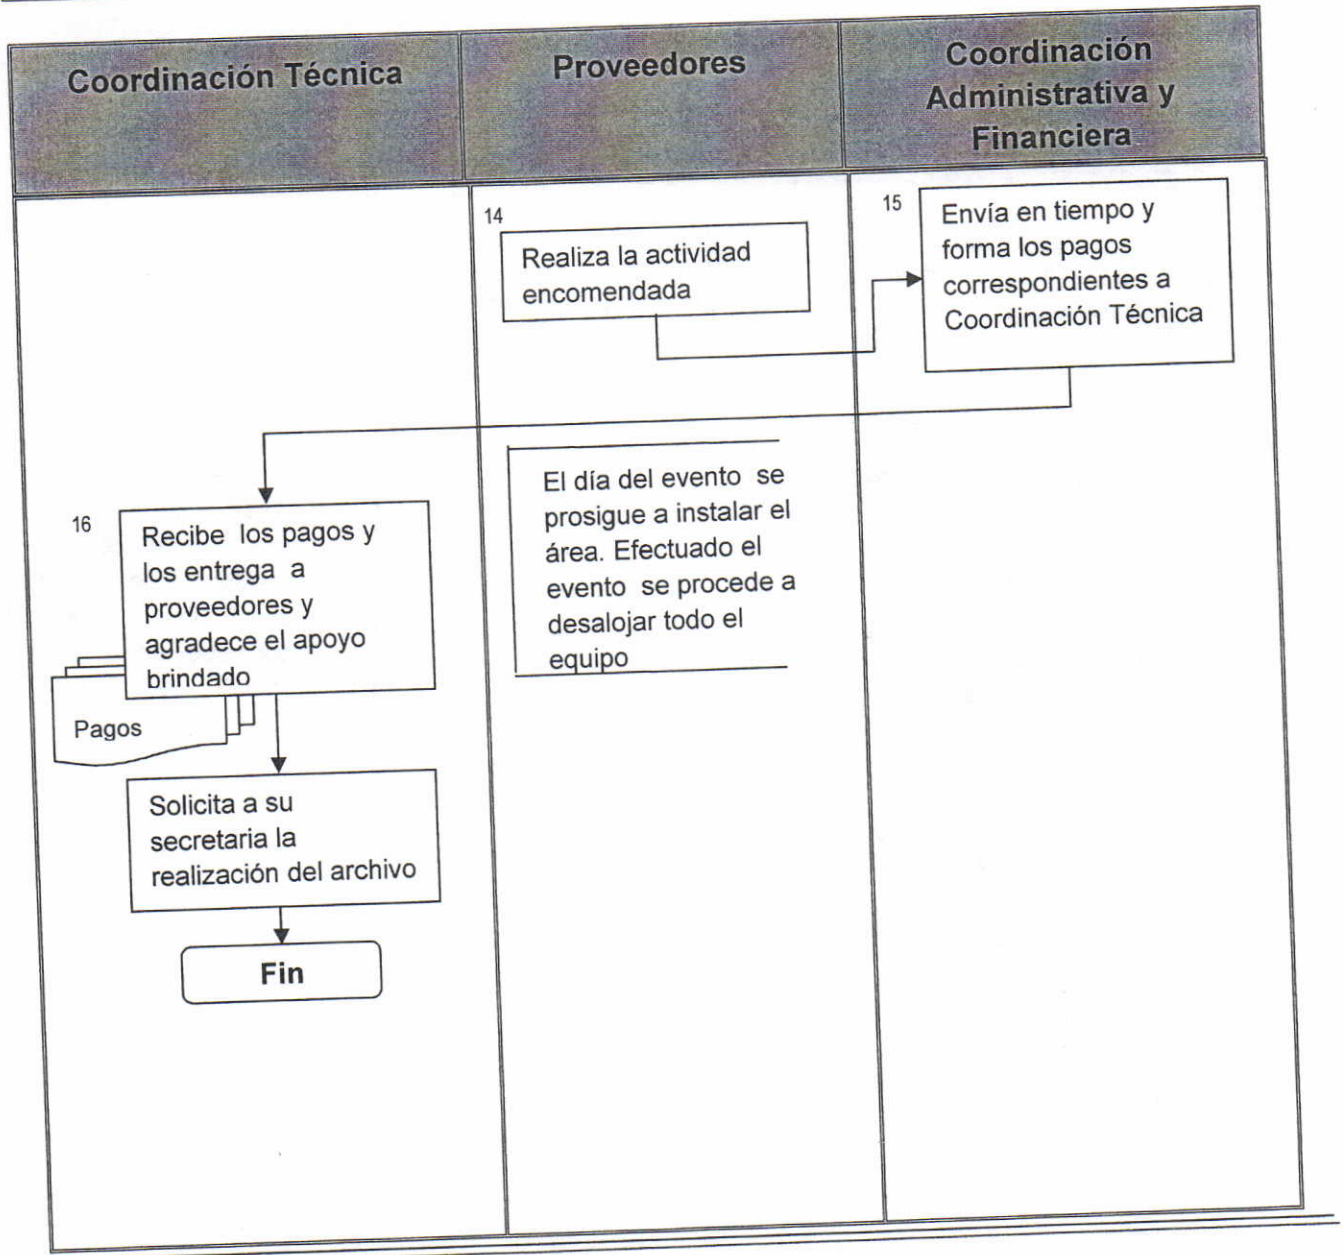 Coordinación Técnica
Proveedores
Coordinación
Administrativa y
Financiera
14
Realiza la actividad
encomendada
15
Envía en tiempo y
forma los pagos
correspondientes a
Coordinación Técnica
16
Recibe los pagos y
los entrega a
proveedores y
agradece el apoyo
brindado
Pagos
El día del evento se
prosigue a instalar el
área. Efectuado el
evento se procede a
desalojar todo el
equipo
Solicita a su
secretaria la
realización del archivo
Fin